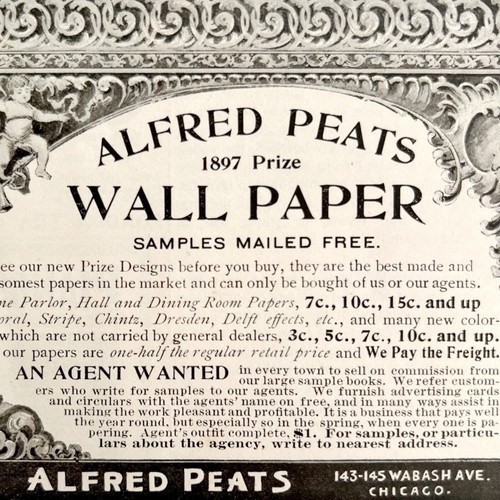 ALFRED PEATS
1897 Prize
WALL PAPER
SAMPLES MAILED FREE.
ee our new Prize Designs before you buy, they are the best made and
somest papers in the market and can only be bought of us or our agents.
ne Parlor, Hall and Dining Room Papers, 7c., 10c., 15c. and up
oral, Stripe, Chintz, Dresden, Delft effects, etc., and many new color-
which are not carried by general dealers, 3c., 5c., 7c., 10c. and up.
our papers are one-half the regular retail price and We Pay the Freight.
AN AGENT WANTED in every town to sell on commission from
our large sample books. We refer custom-
ers who write for samples to our agents. We furnish advertising cards
and circulars with the agents' name on free, and in many ways assist in
making the work pleasant and profitable. It is a business that pays well
the year round, but especially so in the spring, when every one is pa-
pering. Agent's outfit complete, $1. For samples, or particu-
lars about the agency, write to nearest address.
ALFRED PEATS
143-145 WABASH AVE.
CHICAGO.